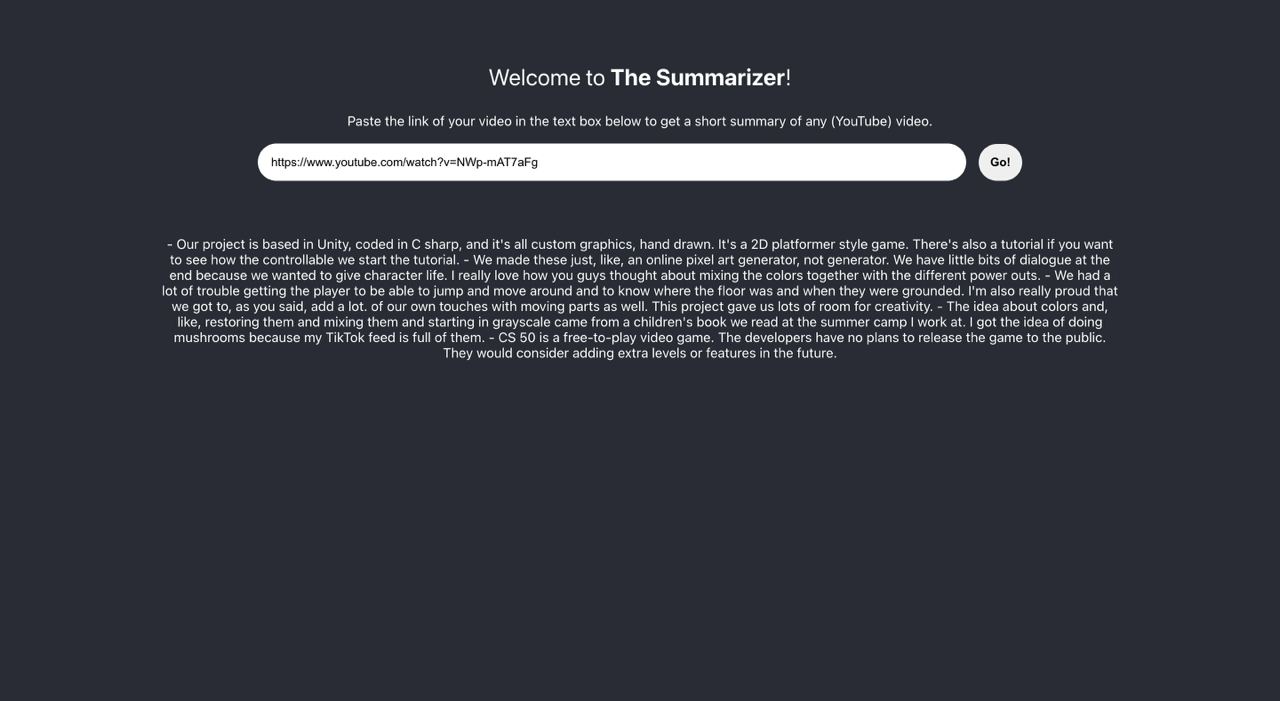 Welcome to The Summarizer!
Paste the link of your video in the text box below to get a short summary of any (YouTube) video.
https://www.youtube.com/watch?v=NWp-mAT7aFg
Go!
- Our project is based in Unity, coded in C sharp, and it's all custom graphics, hand drawn. It's a 2D platformer style game. There's also a tutorial if you want
to see how the controllable we start the tutorial. - We made these just, like, an online pixel art generator, not generator. We have little bits of dialogue at the
end because we wanted to give character life. I really love how you guys thought about mixing the colors together with the different power outs. - We had a
lot of trouble getting the player to be able to jump and move around and to know where the floor was and when they were grounded. I'm also really proud that
we got to, as you said, add a lot. of our own touches with moving parts as well. This project gave us lots of room for creativity. - The idea about colors and,
like, restoring them and mixing them and starting in grayscale came from a children's book we read at the summer camp I work at. I got the idea of doing
mushrooms because my TikTok feed is full of them. - CS 50 is a free-to-play video game. The developers have no plans to release the game to the public.
They would consider adding extra levels or features in the future.